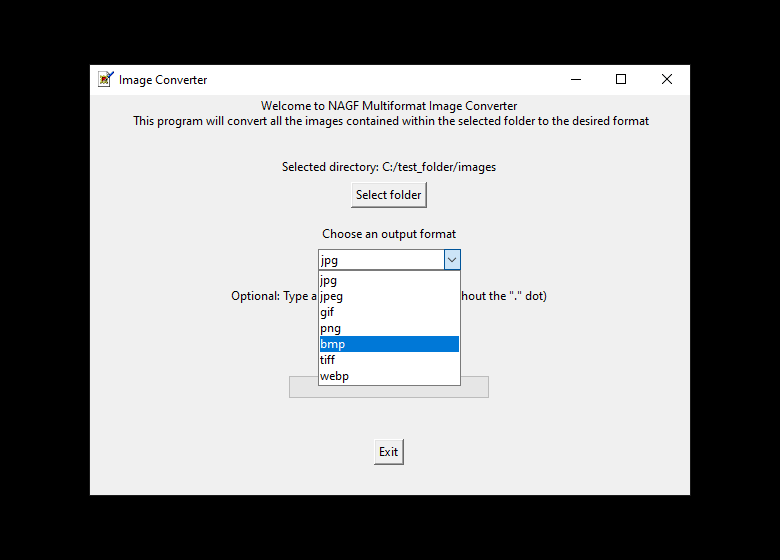 Image Converter
Welcome to NAGF Multiformat Image Converter
This program will convert all the images contained within the selected folder to the desired format
Selected directory: C:/test_folder/images
Select folder
Choose an output format
jpg
jpg
Optional: Type a
jpeg
hout the "." dot)
gif
png
bmp
tiff
webp
Exit